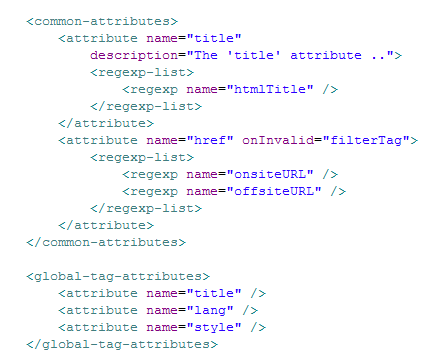 <common-attributes>
    <attribute name="title"
        description="The 'title' attribute ..">
        <regexp-list>
            <regexp name="htmlTitle" />
        </regexp-list>
    </attribute>
    <attribute name="href" onInvalid="filterTag">
        <regexp-list>
            <regexp name="onsiteURL" />
            <regexp name="offsiteURL" />
        </regexp-list>
    </attribute>
</common-attributes>

<global-tag-attributes>
    <attribute name="title" />
    <attribute name="lang" />
    <attribute name="style" />
</global-tag-attributes>